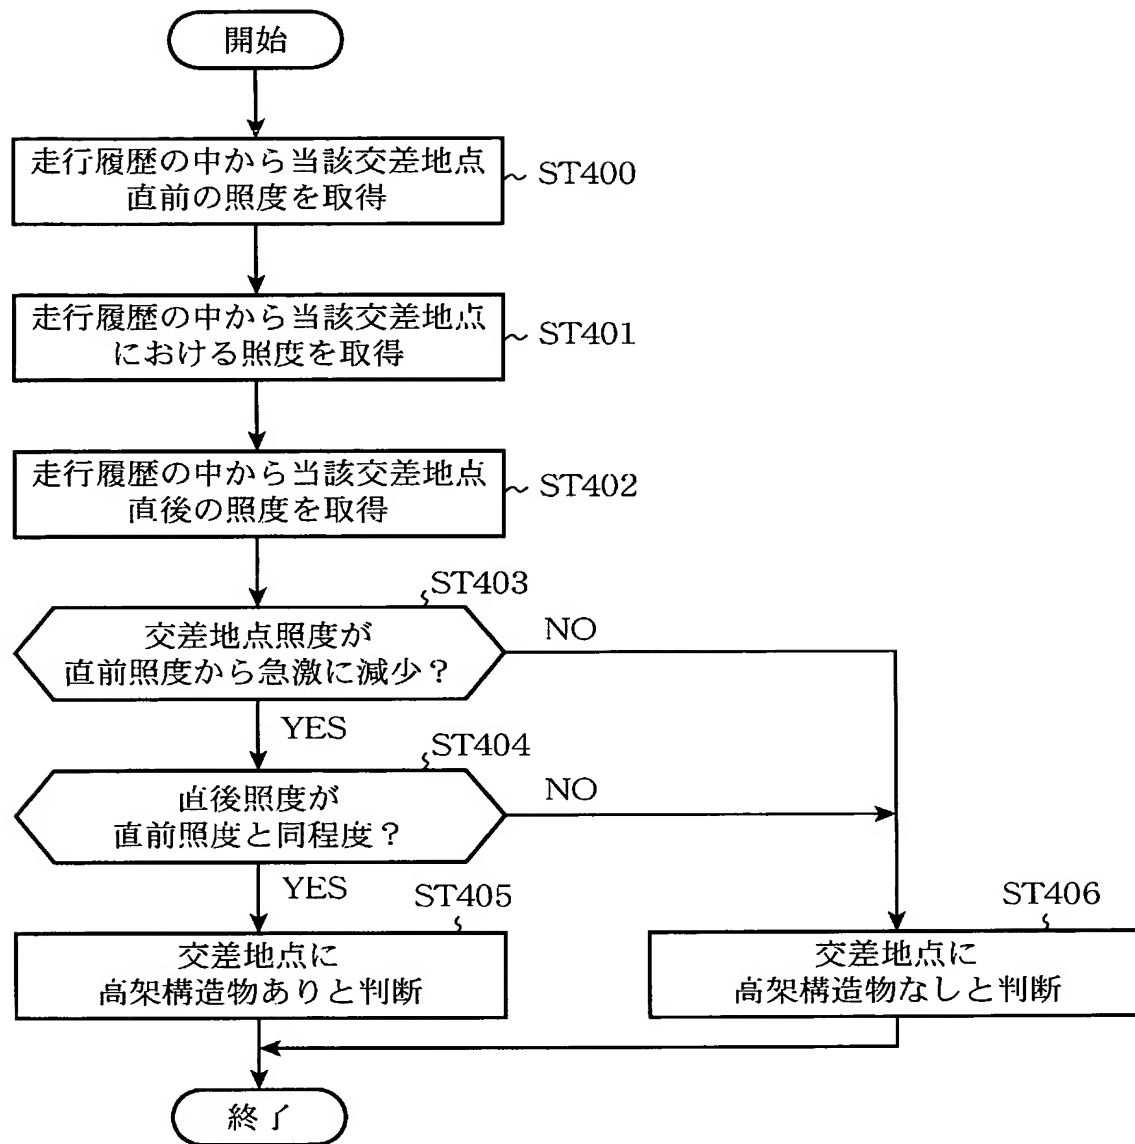 開始
走行履歴の中から当該交差地点
直前の照度を取得
ST400
走行履歴の中から当該交差地点
における照度を取得
ST401
走行履歴の中から当該交差地点
直後の照度を取得
ST402
ST403
交差地点照度が
直前照度から急激に減少？
NO
YES
ST404
直後照度が
直前照度と同程度？
NO
YES
ST405
交差地点に
高架構造物ありと判断
ST406
交差地点に
高架構造物なしと判断
終了